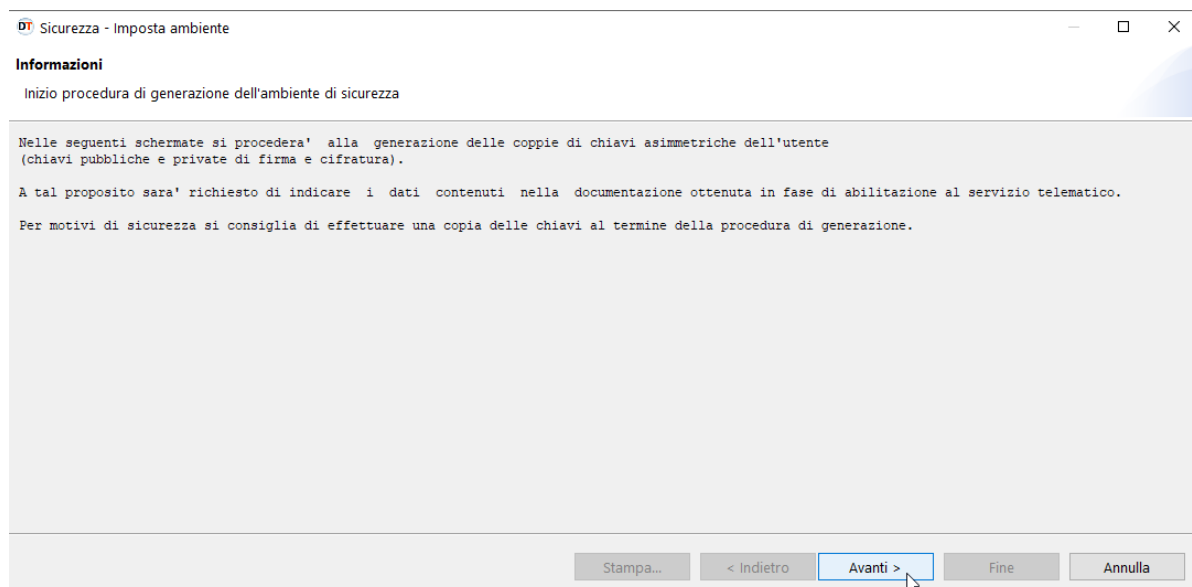 DT Sicurezza - Imposta ambiente
Informazioni
Inizio procedura di generazione dell'ambiente di sicurezza
Nelle seguenti schermate si procedera' alla generazione delle coppie di chiavi asimmetriche dell'utente
(chiavi pubbliche e private di firma e cifratura).
A tal proposito sara' richiesto di indicare i dati contenuti nella documentazione ottenuta in fase di abilitazione al servizio telematico.
Per motivi di sicurezza si consiglia di effettuare una copia delle chiavi al termine della procedura di generazione.
Stampa... < Indietro Avanti > Fine Annulla